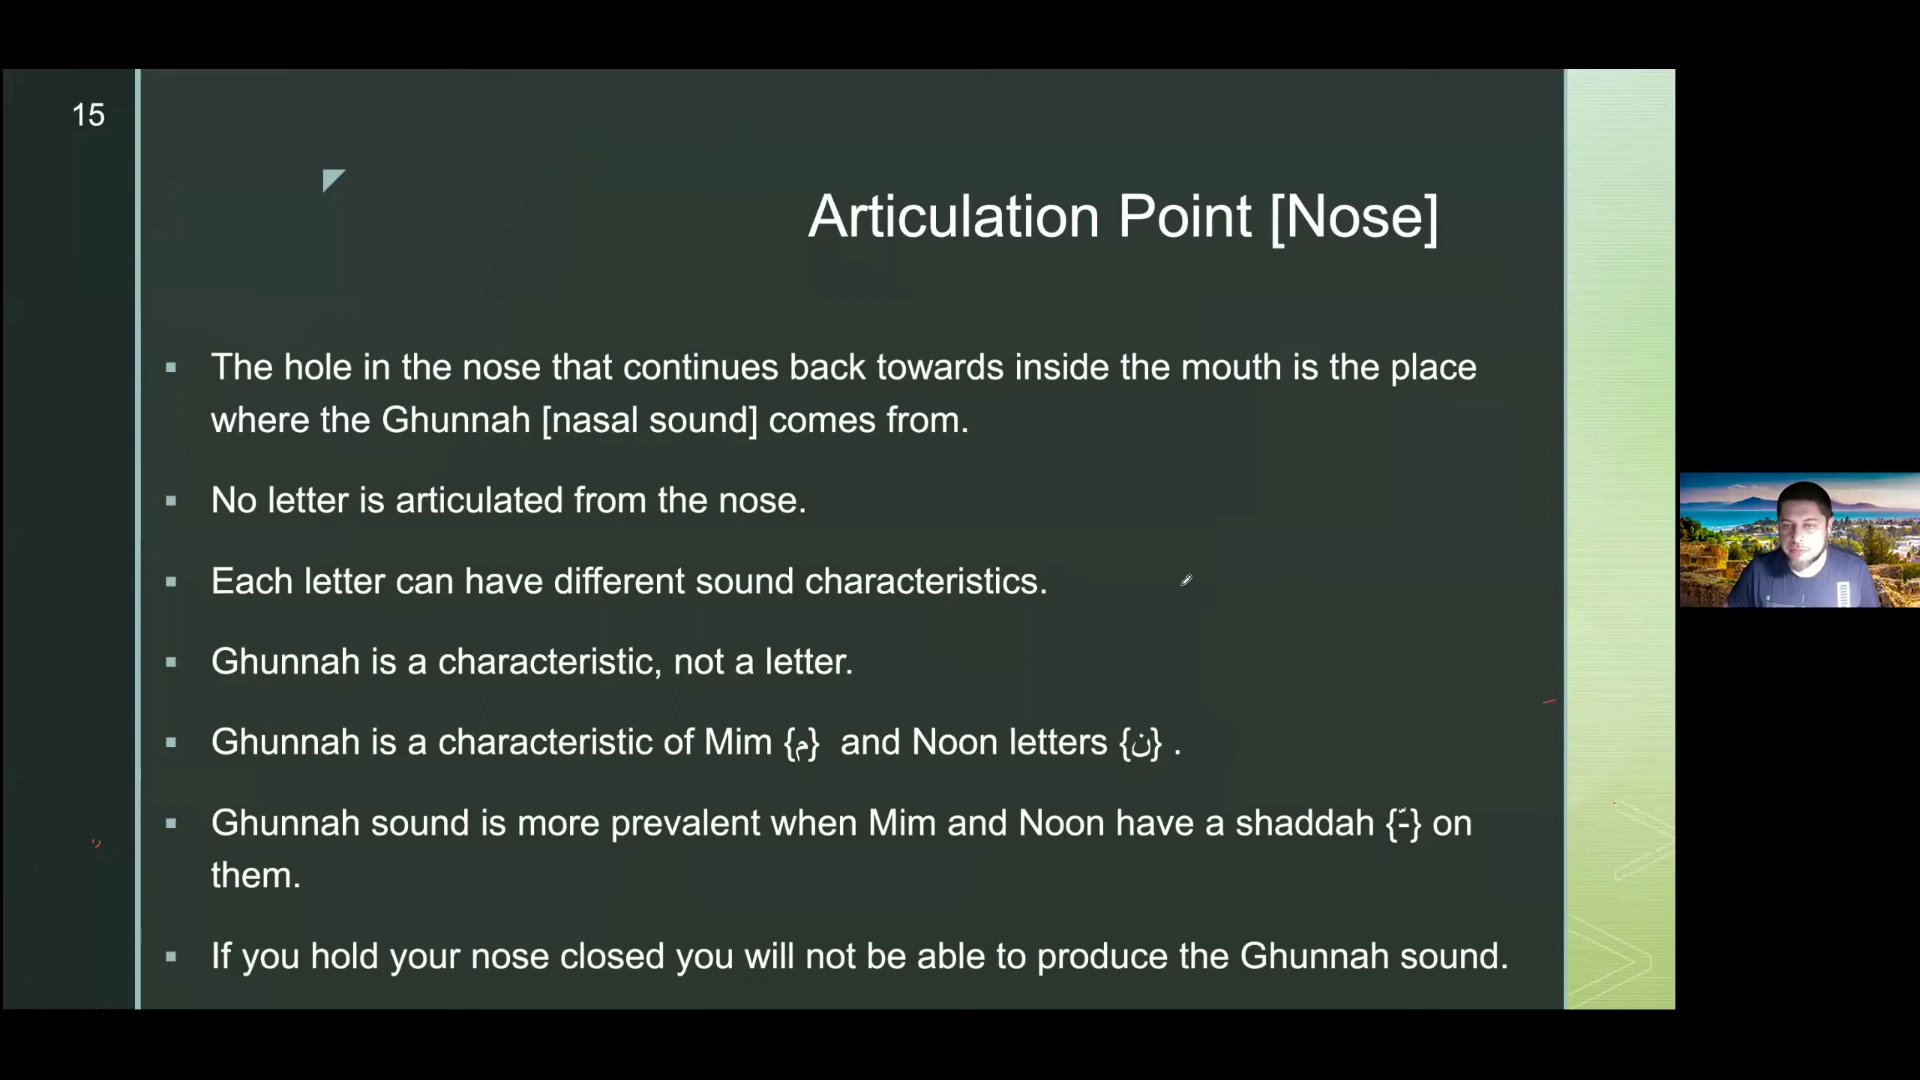 15
Articulation Point [Nose]
▪ The hole in the nose that continues back towards inside the mouth is the place
where the Ghunnah [nasal sound] comes from.
▪ No letter is articulated from the nose.
▪ Each letter can have different sound characteristics.
▪ Ghunnah is a characteristic, not a letter.
▪ Ghunnah is a characteristic of Mim {م} and Noon letters {ن} .
▪ Ghunnah sound is more prevalent when Mim and Noon have a shaddah {-ّ} on
them.
▪ If you hold your nose closed you will not be able to produce the Ghunnah sound.